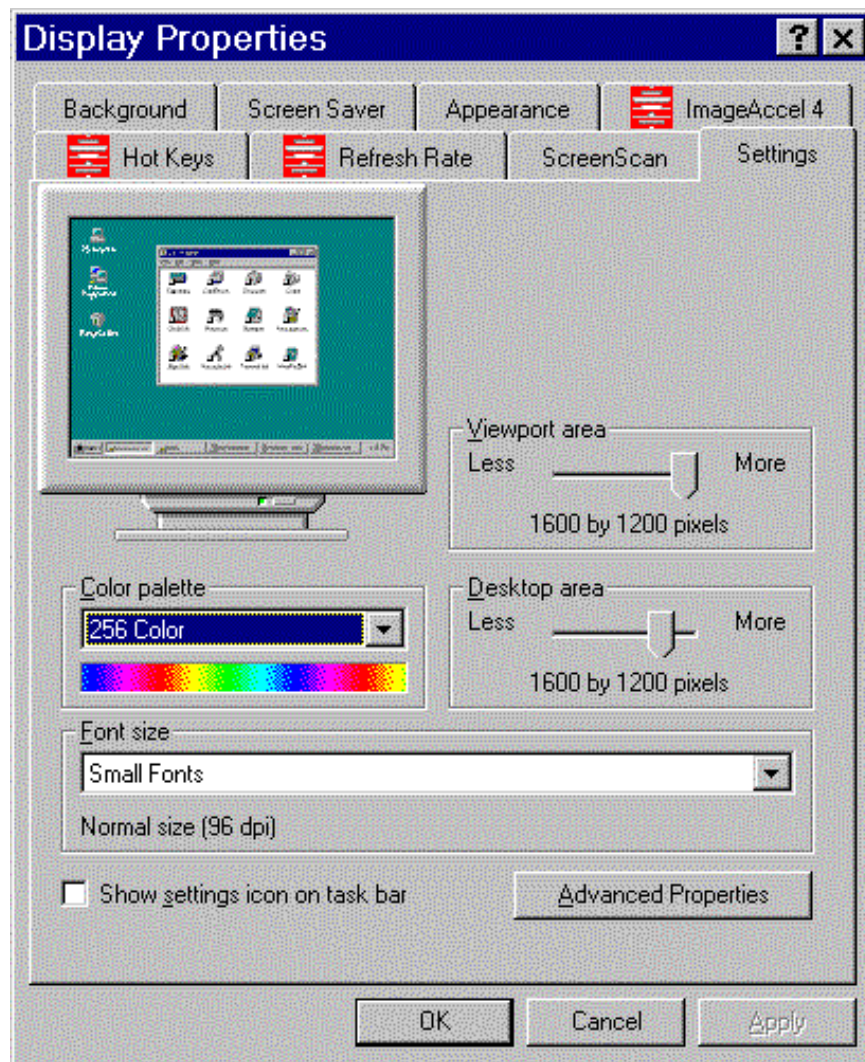 Display Properties
Background Screen Saver Appearance ImageAccel 4
Hot Keys Refresh Rate ScreenScan Settings
Viewport area
Less More
1600 by 1200 pixels
Color palette
256 Color
Desktop area
Less More
1600 by 1200 pixels
Font size
Small Fonts
Normal size (96 dpi)
Show settings icon on task bar
Advanced Properties
OK Cancel Apply